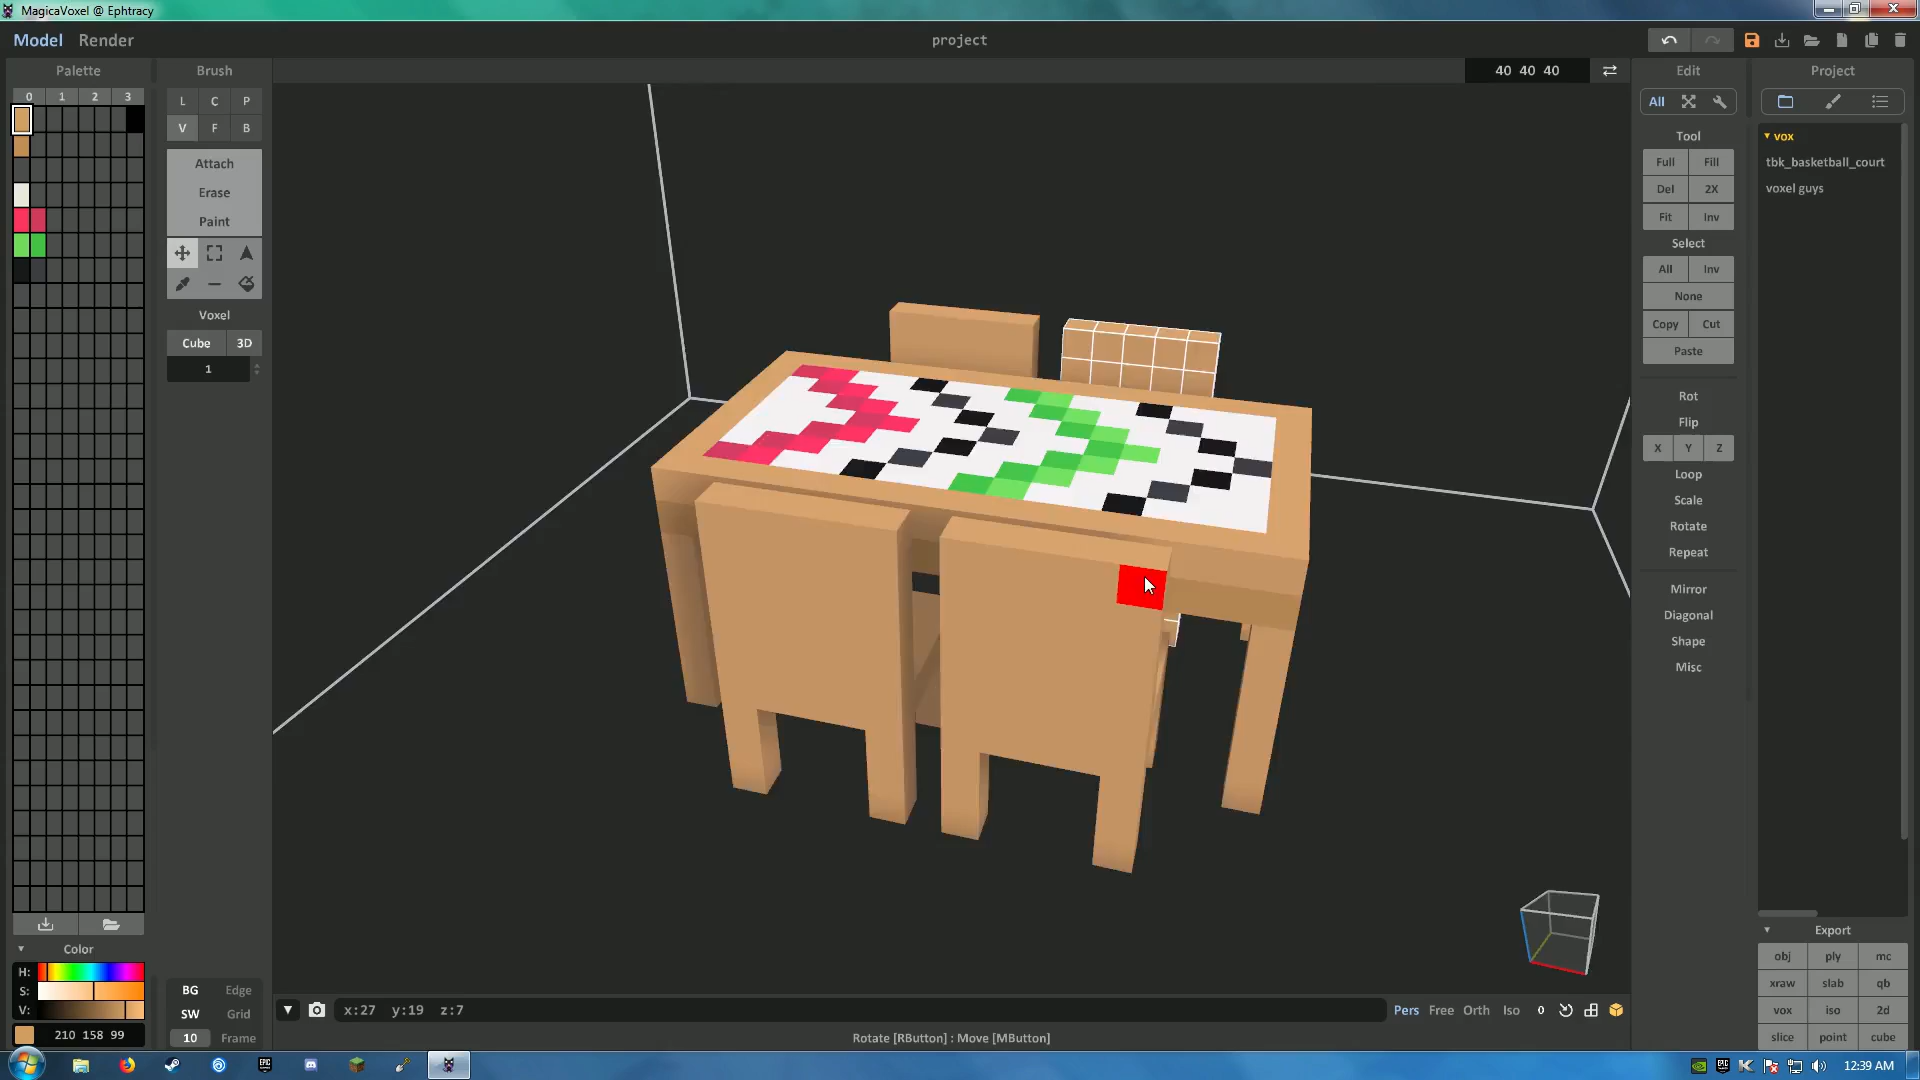 MagicaVoxel @ Ephtracy
Model Render
project
Palette
Brush
40 40 40
Edit
Project
0 1 2 3
L C P
V F B
Attach
Erase
Paint
Voxel
Cube 3D
1
All
Tool
Full Fill
Del 2X
Fit Inv
Select
All Inv
None
Copy Cut
Paste
Rot
Flip
X Y Z
Loop
Scale
Rotate
Repeat
Mirror
Diagonal
Shape
Misc
vox
tbk_basketball_court
voxel guys
Export
obj ply mc
xraw slab qb
vox iso 2d
slice point cube
Color
H:
S:
V:
210 158 99
BG Edge
SW Grid
10 Frame
x:27 y:19 z:7
Pers Free Orth Iso 0
Rotate [RButton] : Move [MButton]
EPIC
EPIC
12:39 AM